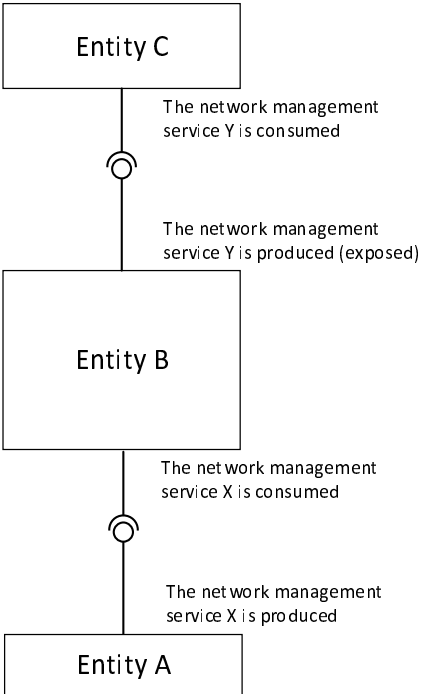 Entity C
The network management
service Y is consumed
The network management
service Y is produced (exposed)
Entity B
The network management
service X is consumed
The network management
service X is produced
Entity A